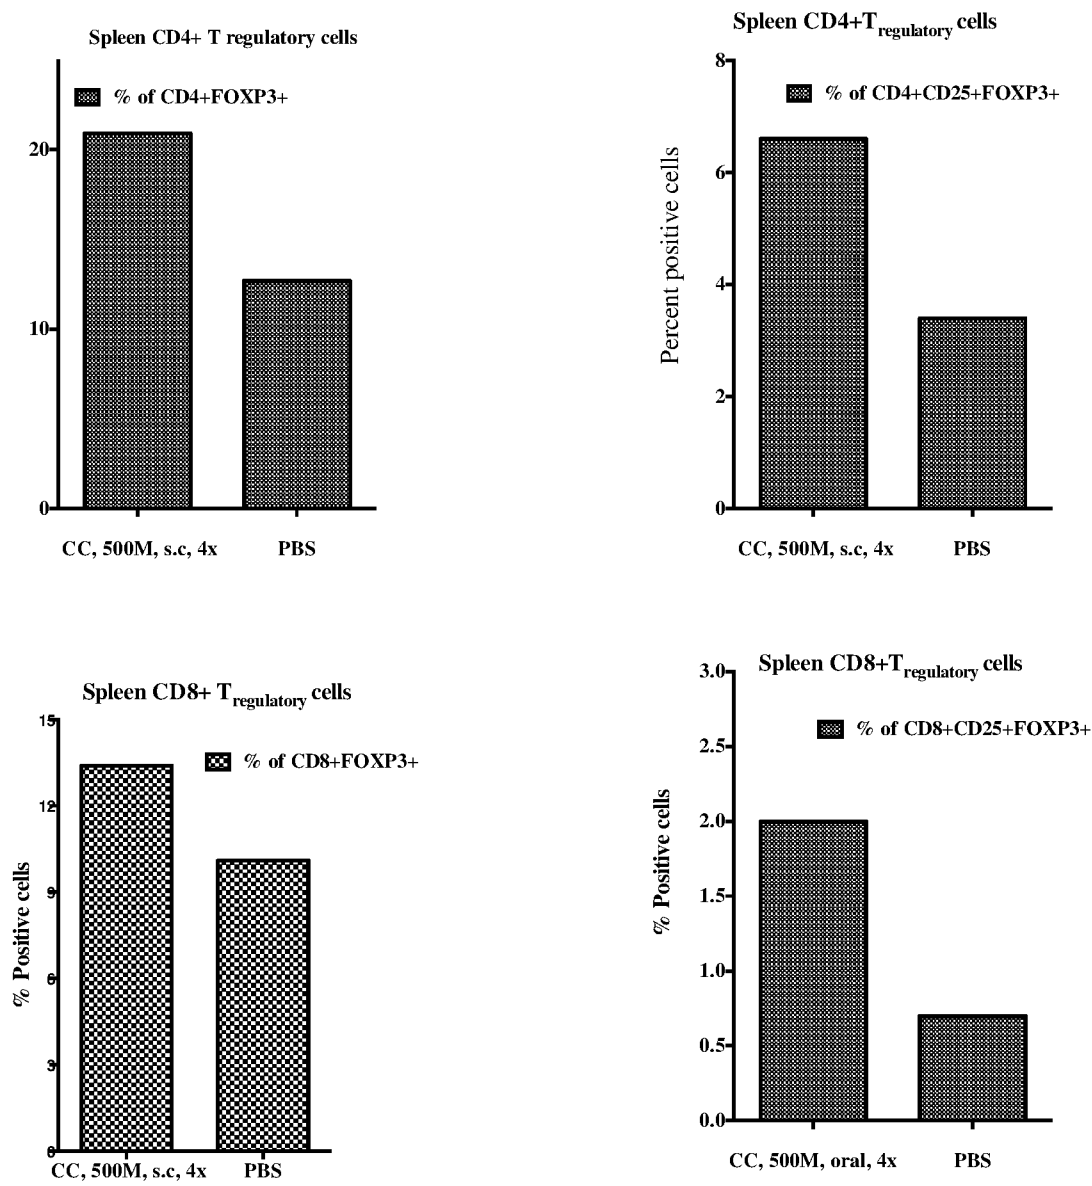 Spleen CD4+ T regulatory cells
% of CD4+FOXP3+
20
10
0
CC, 500M, s.c, 4x
PBS
Spleen CD4+Tregulatory cells
8
% of CD4+CD25+FOXP3+
6
4
2
0
Percent positive cells
CC, 500M, s.c, 4x
PBS
Spleen CD8+ Tregulatory cells
15
% of CD8+FOXP3+
12
9
6
3
0
% Positive cells
CC, 500M, s.c, 4x
PBS
Spleen CD8+Tregulatory cells
3.0
% of CD8+CD25+FOXP3+
2.5
2.0
1.5
1.0
0.5
0.0
% Positive cells
CC, 500M, oral, 4x
PBS